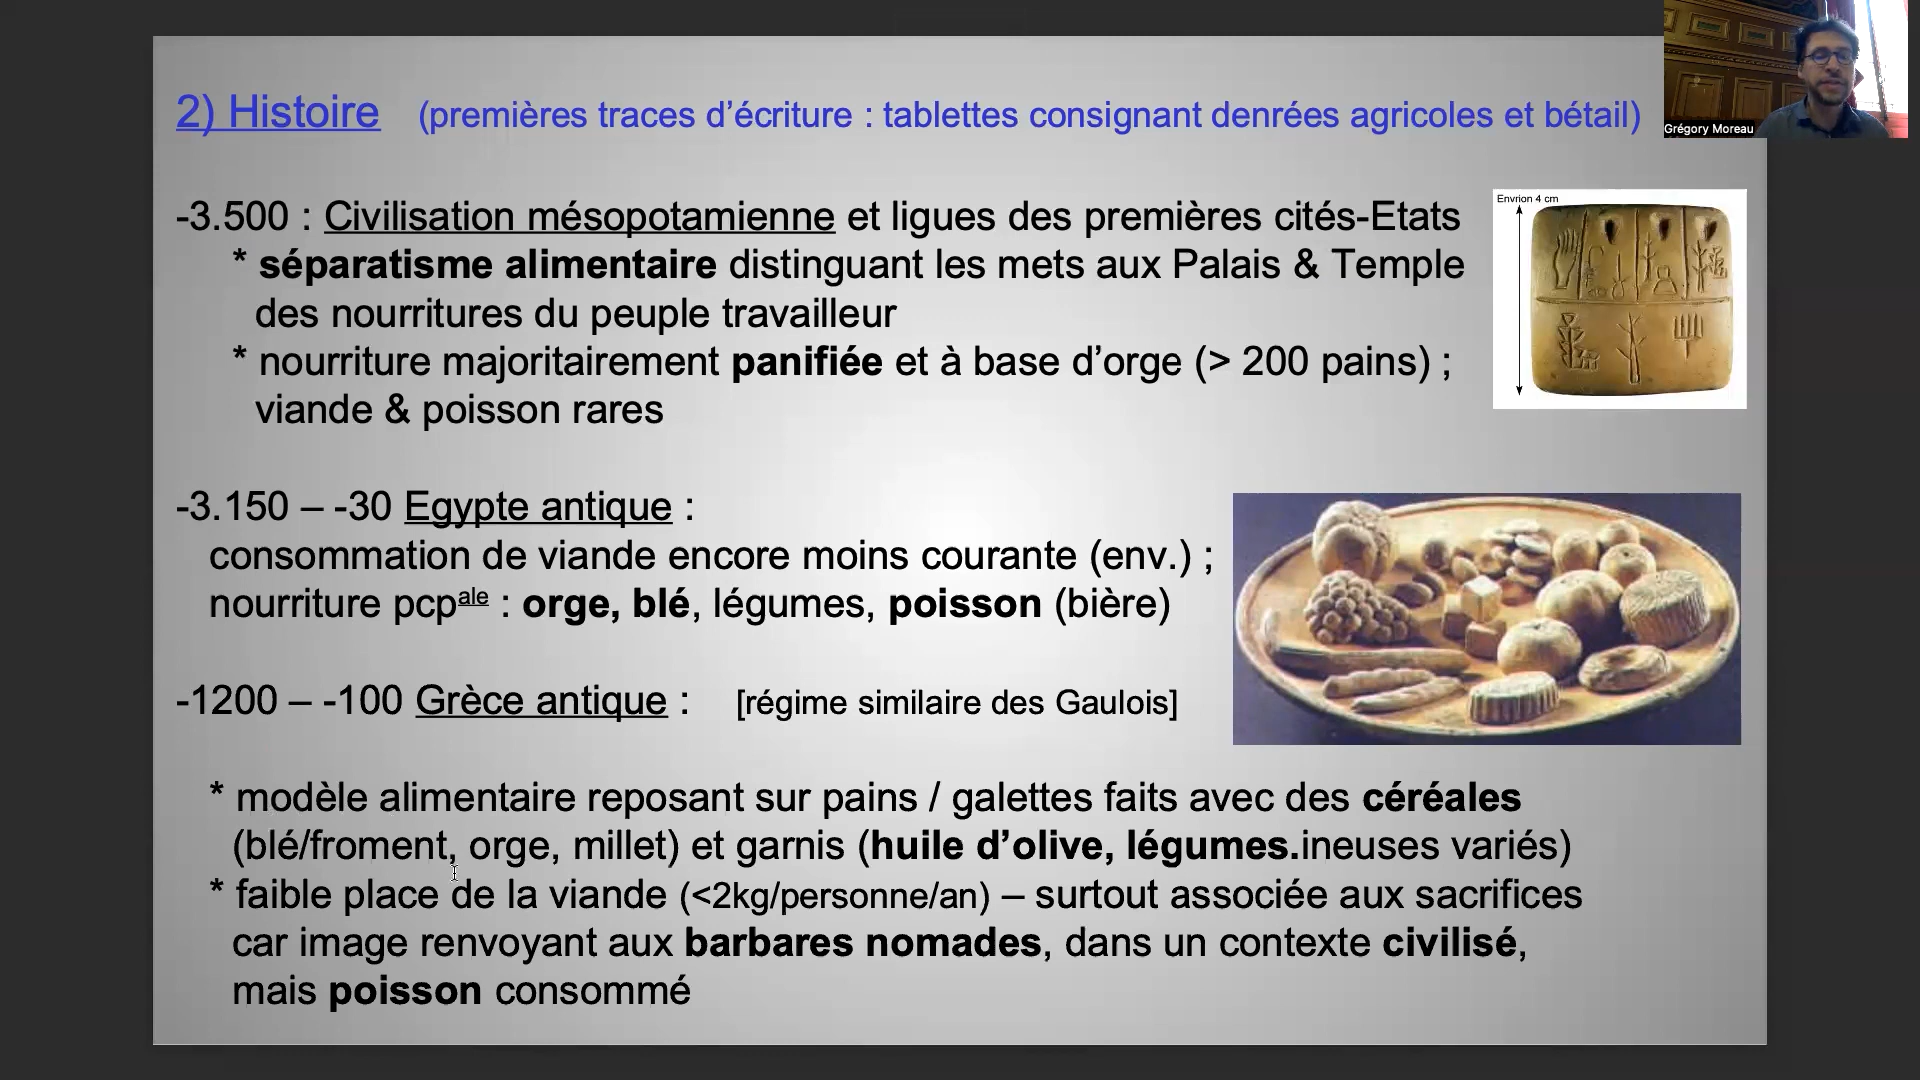 2) Histoire (premières traces d’écriture : tablettes consignant denrées agricoles et bétail)
Grégory Moreau
-3.500 : Civilisation mésopotamienne et ligues des premières cités-Etats
* séparatisme alimentaire distinguant les mets aux Palais & Temple
des nourritures du peuple travailleur
* nourriture majoritairement panifiée et à base d’orge (> 200 pains) ;
viande & poisson rares
Envrion 4 cm
-3.150 – -30 Egypte antique :
consommation de viande encore moins courante (env.) ;
nourriture pcpale : orge, blé, légumes, poisson (bière)
-1200 – -100 Grèce antique : [régime similaire des Gaulois]
* modèle alimentaire reposant sur pains / galettes faits avec des céréales
(blé/froment, orge, millet) et garnis (huile d’olive, légumes.ineuses variés)
* faible place de la viande (<2kg/personne/an) – surtout associée aux sacrifices
car image renvoyant aux barbares nomades, dans un contexte civilisé,
mais poisson consommé